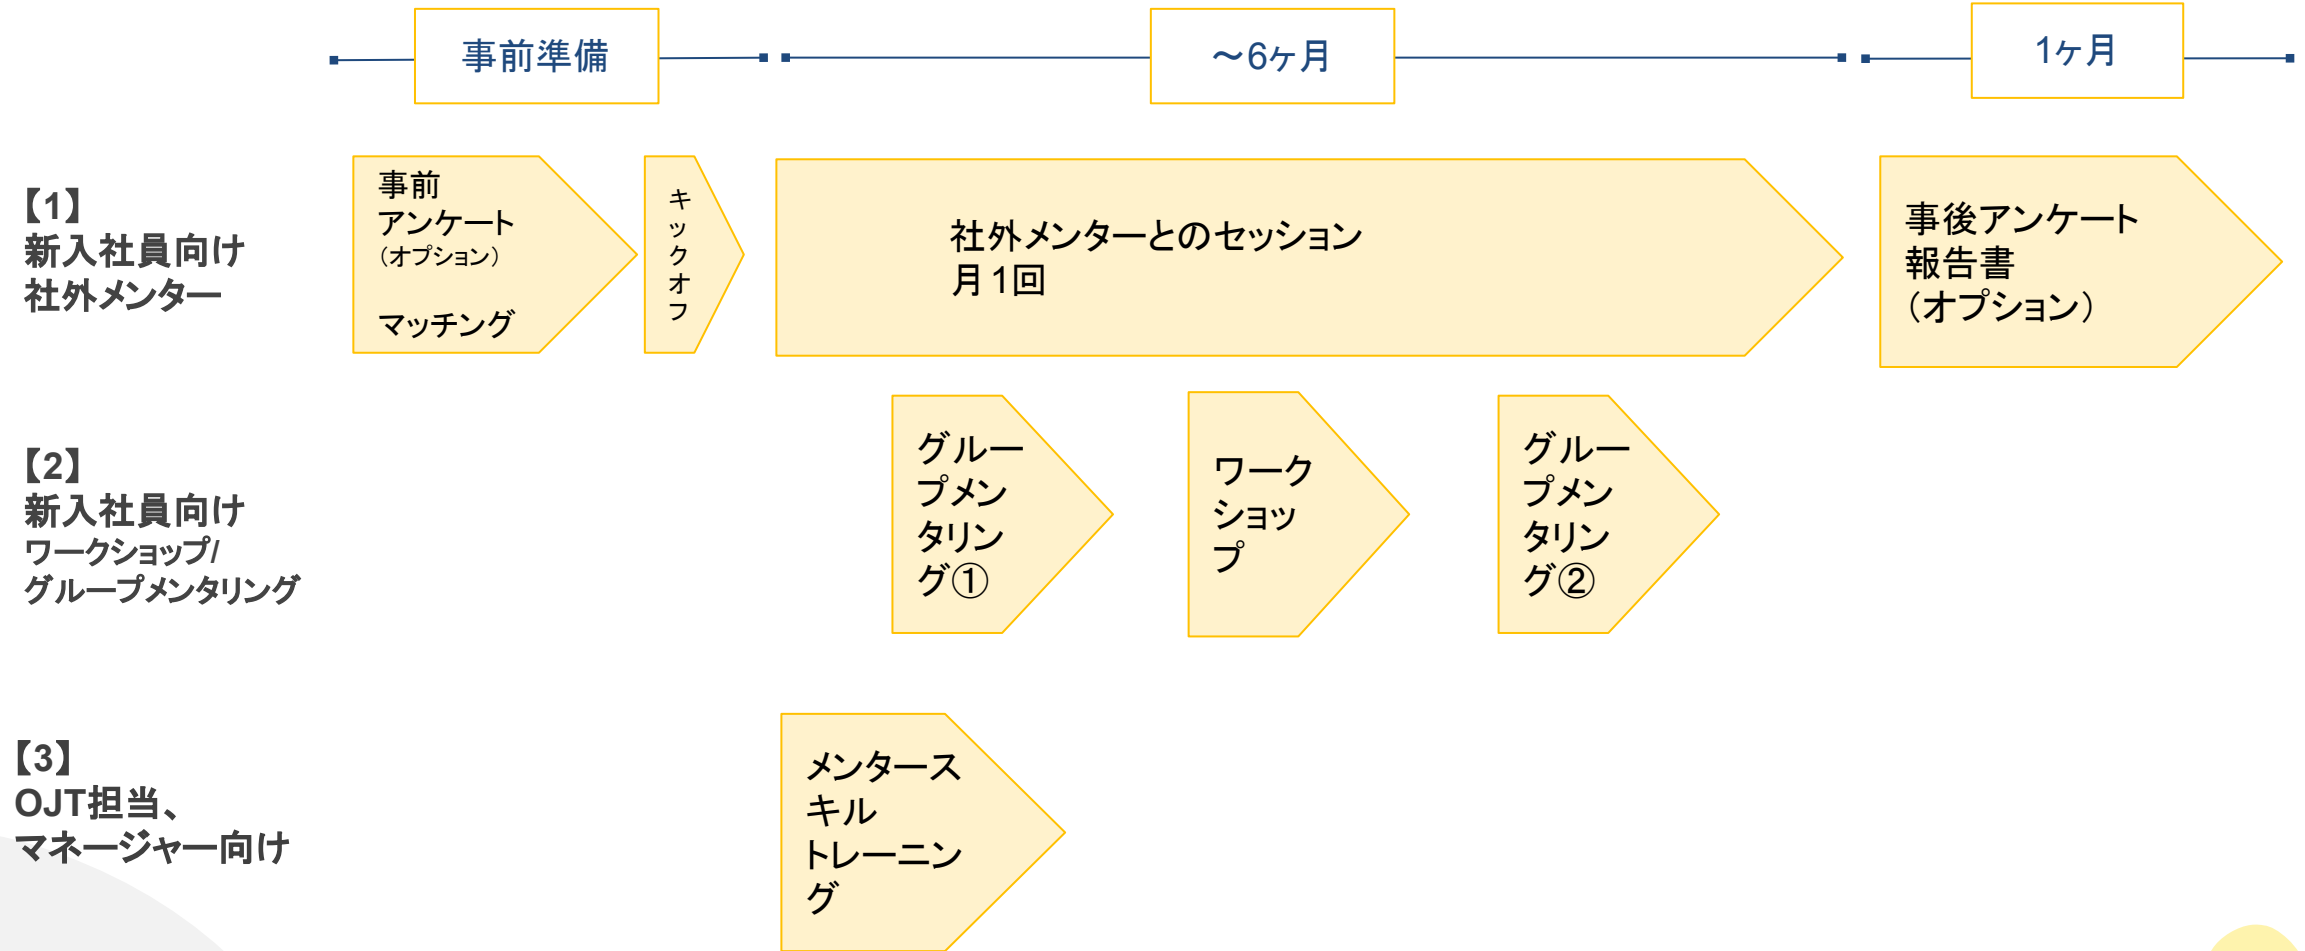 事前準備
～6ヶ月
1ヶ月
【1】
新入社員向け
社外メンター
事前
アンケート
（オプション）
マッチング
キ
ッ
ク
オ
フ
社外メンターとのセッション
月1回
事後アンケート
報告書
（オプション）
【2】
新入社員向け
ワークショップ/
グループメンタリング
グルー
プメン
タリン
グ①
ワーク
ショッ
プ
グルー
プメン
タリン
グ②
【3】
OJT担当、
マネージャー向け
メンタース
キル
トレーニン
グ